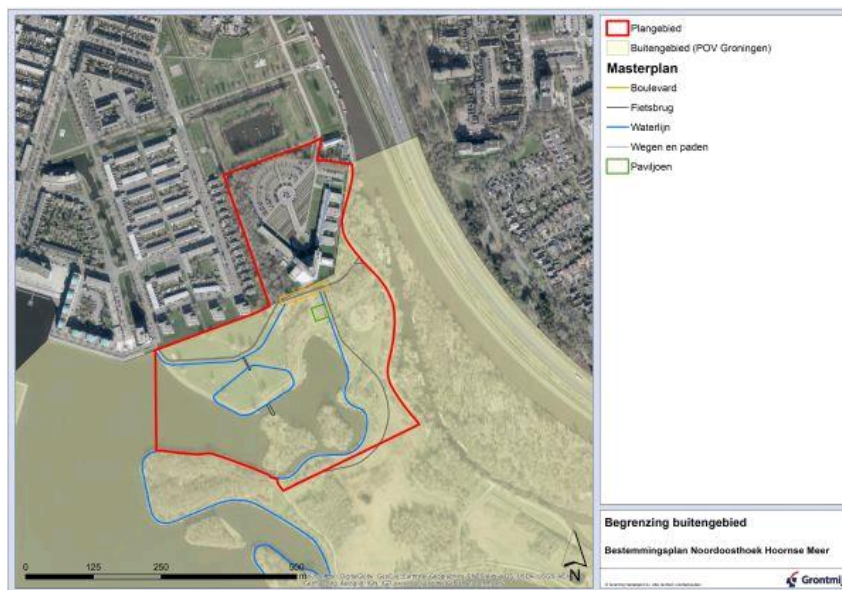 Plangebied
Buitengebied (POV Groningen)
Masterplan
Boulevard
Fietsbrug
Waterlijn
Wegen en paden
Paviljoen
0 125 250 500
N
Begrenzing buitengebied
Bestemmingsplan Noordoosthoek Hoornse Meer
Grontmij